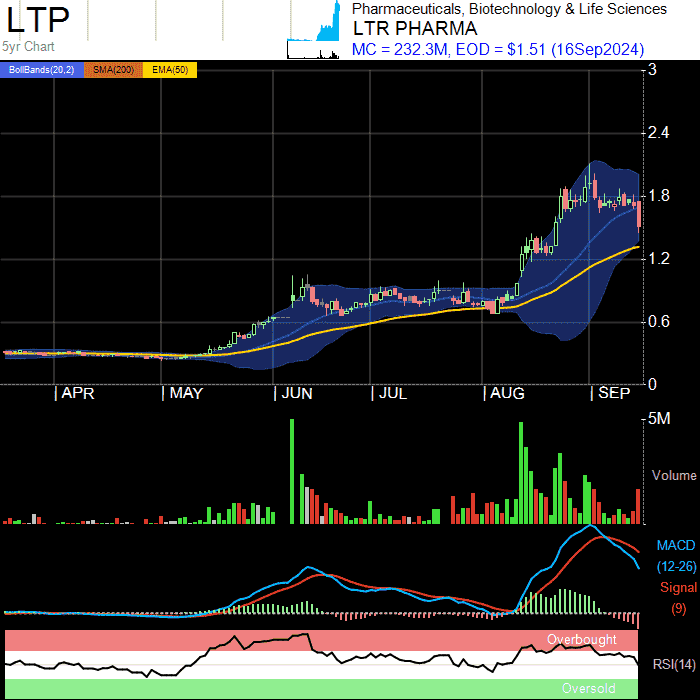 LTP
5yr Chart
Pharmaceuticals, Biotechnology & Life Sciences
LTR PHARMA
MC = 232.3M, EOD = $1.51 (16Sep2024)
BollBands(20,2) SMA(200) EMA(50)
3
2.4
1.8
1.2
0.6
0
APR MAY JUN JUL AUG SEP
5M
Volume
MACD
(12-26)
Signal
(9)
Overbought
RSI(14)
Oversold